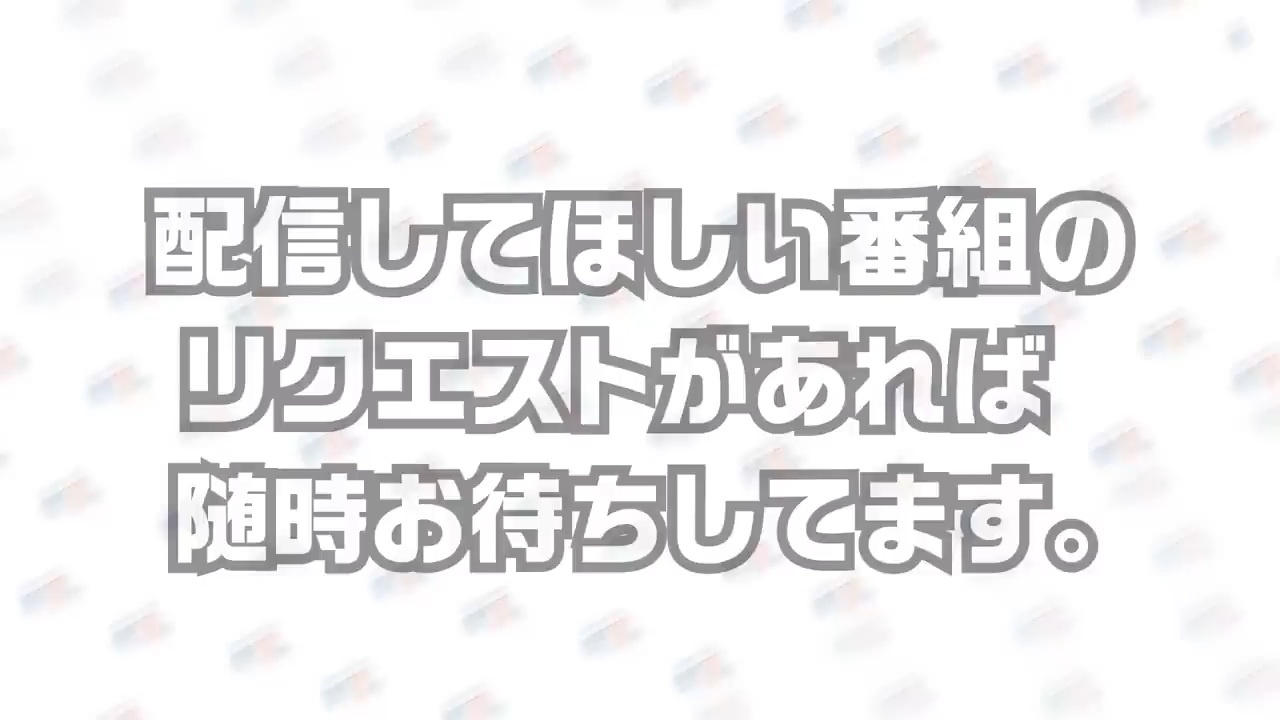 配信してほしい番組の
リクエストがあれば
随時お待ちしてます。